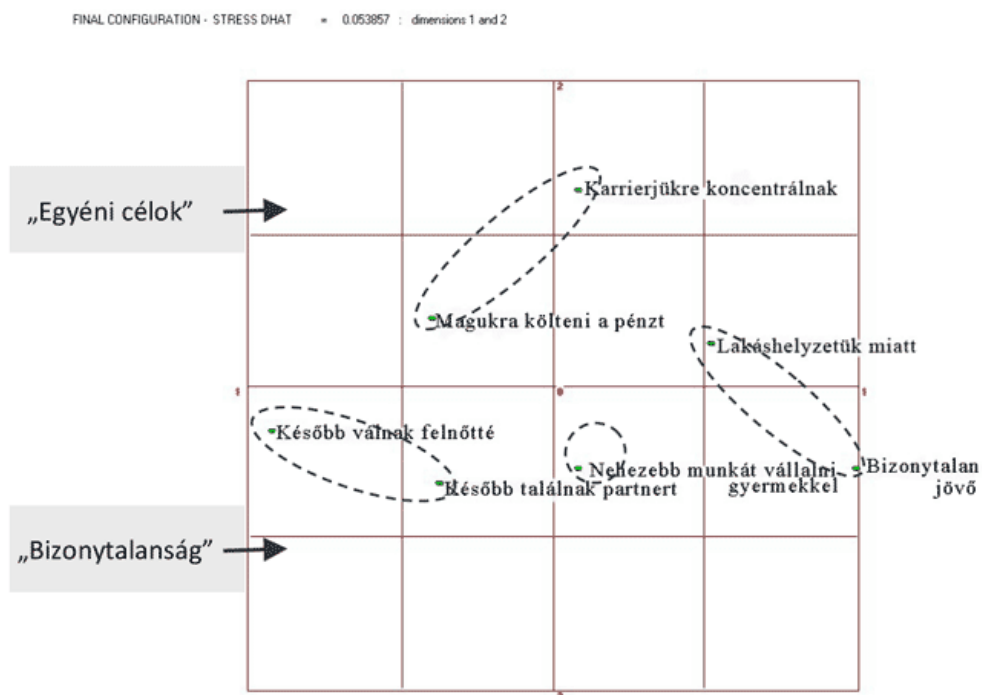 FINAL CONFIGURATION - STRESS DHAT = 0.053857 : dimensions 1 and 2
2
Karrierjükre koncentrálnak
„Egyéni célok”
Magukra költeni a pénzt
Lakáshelyzetük miatt
1
0
1
Később válnak felnőtté
Nehezebb munkát vállalni
gyermekkel
Bizonytalan
jövő
Később találnak partnert
„Bizonytalanság”